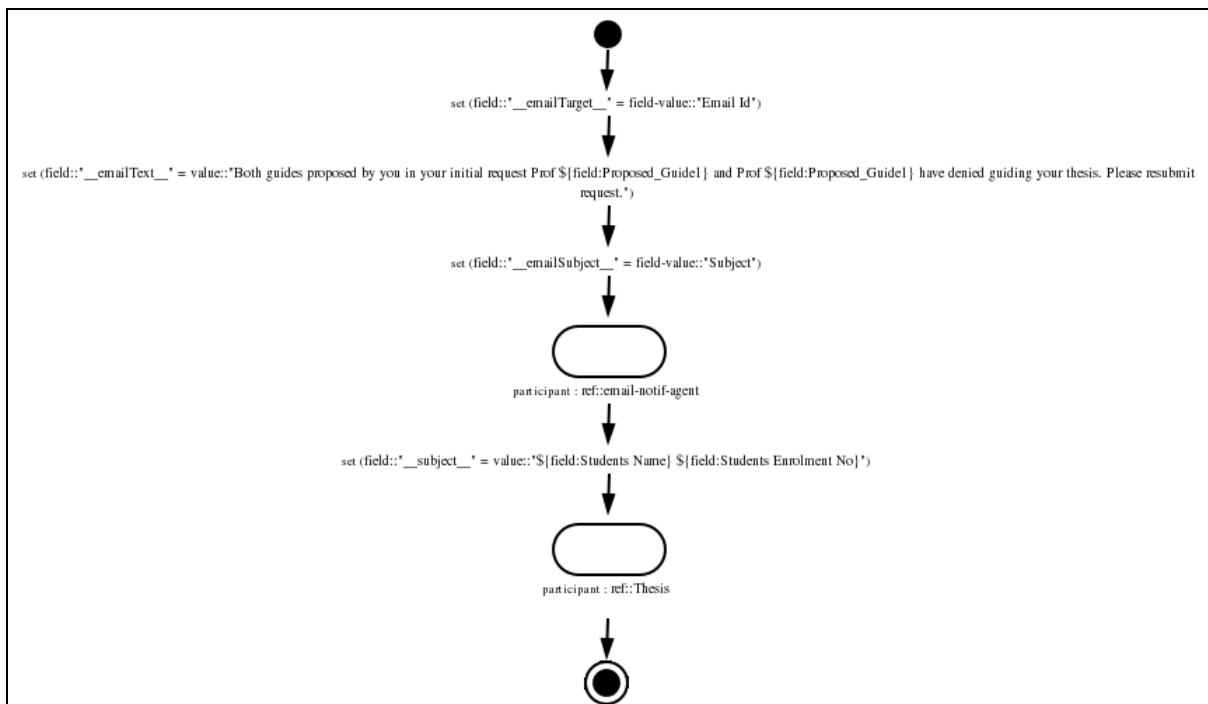 set (field::"__emailTarget__" = field-value::"Email Id")
set (field::"__emailText__" = value::"Both guides proposed by you in your initial request Prof ${field:Proposed_Guide1} and Prof ${field:Proposed_Guide1} have denied guiding your thesis. Please resubmit
request.")
set (field::"__emailSubject__" = field-value::"Subject")
participant : ref::email-notif-agent
set (field::"__subject__" = value::"${field:Students Name} ${field:Students Enrolment No}")
participant : ref::Thesis